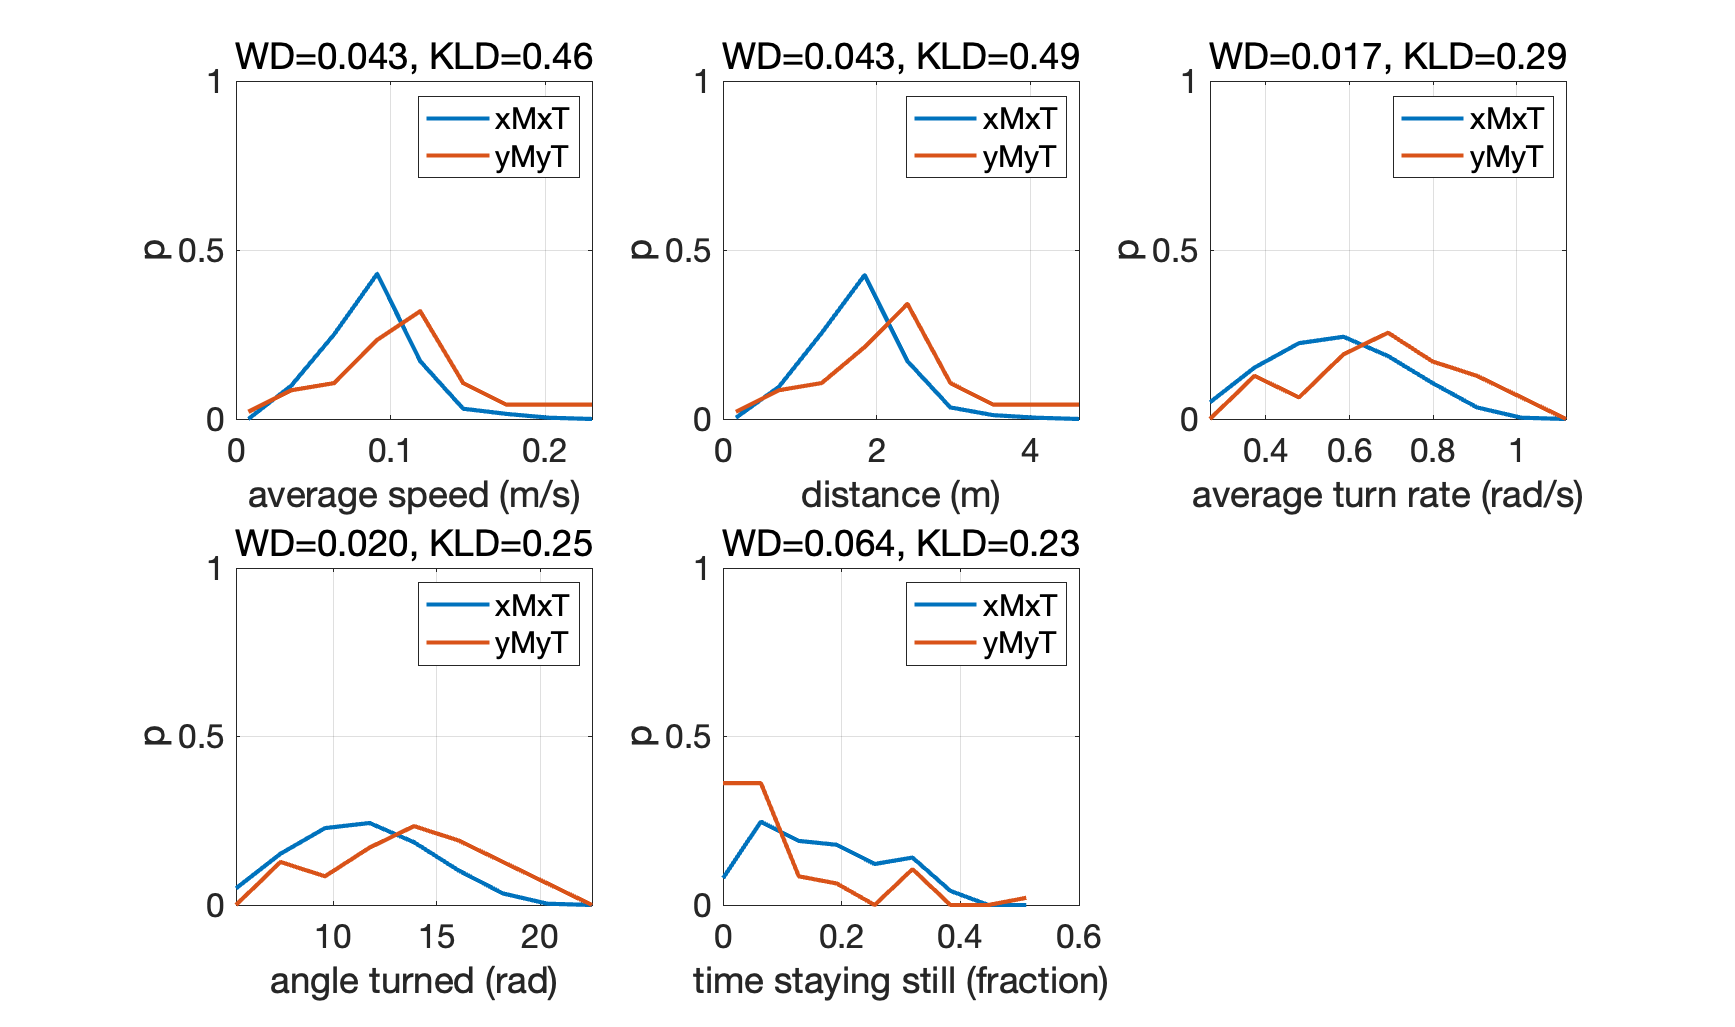 WD=0.043, KLD=0.46
1
0.5
0
p
xMxT
yMyT
0 0.1 0.2
average speed (m/s)
WD=0.043, KLD=0.49
1
0.5
0
p
xMxT
yMyT
0 2 4
distance (m)
WD=0.017, KLD=0.29
1
0.5
0
p
xMxT
yMyT
0.4 0.6 0.8 1
average turn rate (rad/s)
WD=0.020, KLD=0.25
1
0.5
0
p
xMxT
yMyT
10 15 20
angle turned (rad)
WD=0.064, KLD=0.23
1
0.5
0
p
xMxT
yMyT
0 0.2 0.4 0.6
time staying still (fraction)